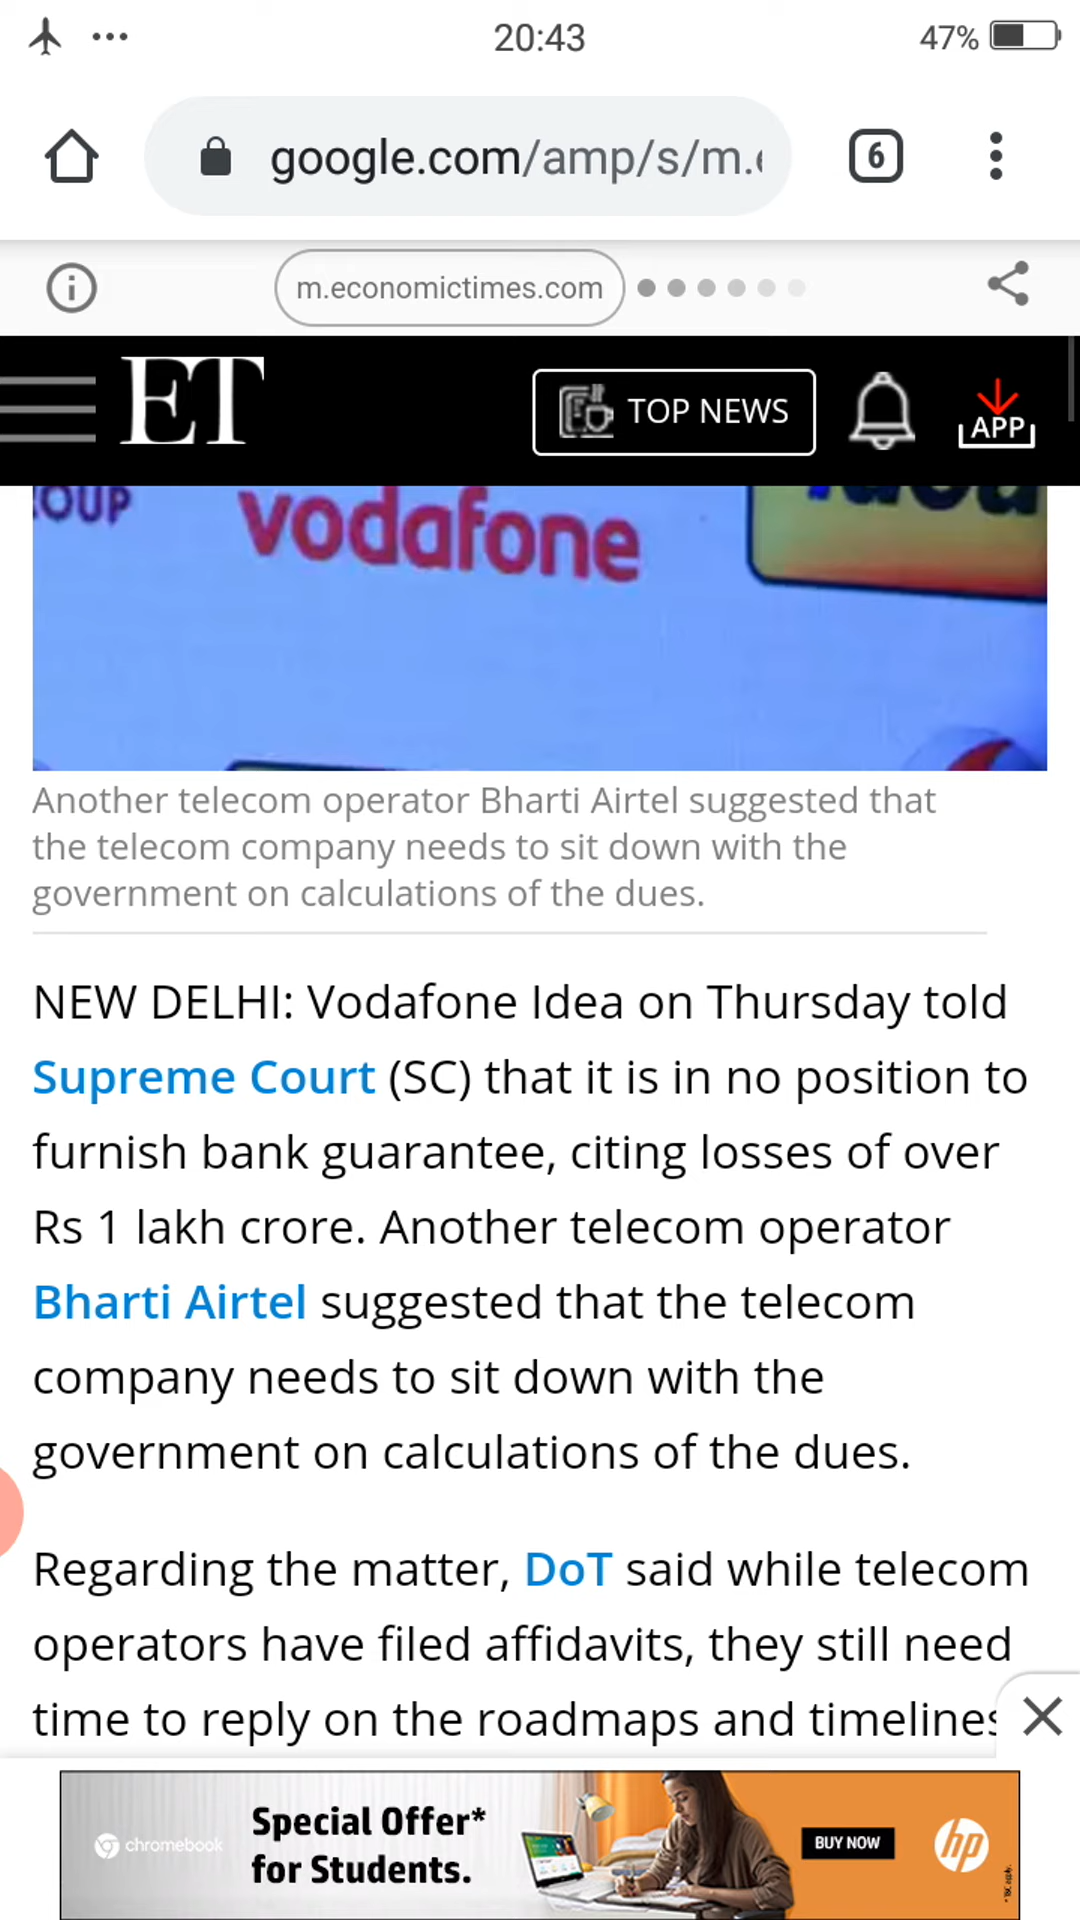 20:43
47%
google.com/amp/s/m.
6
m.economictimes.com
ET
TOP NEWS
APP
vodafone
Another telecom operator Bharti Airtel suggested that
the telecom company needs to sit down with the
government on calculations of the dues.
NEW DELHI: Vodafone Idea on Thursday told
Supreme Court (SC) that it is in no position to
furnish bank guarantee, citing losses of over
Rs 1 lakh crore. Another telecom operator
Bharti Airtel suggested that the telecom
company needs to sit down with the
government on calculations of the dues.
Regarding the matter, DoT said while telecom
operators have filed affidavits, they still need
time to reply on the roadmaps and timelines
chromebook
Special Offer*
for Students.
BUY NOW
hp